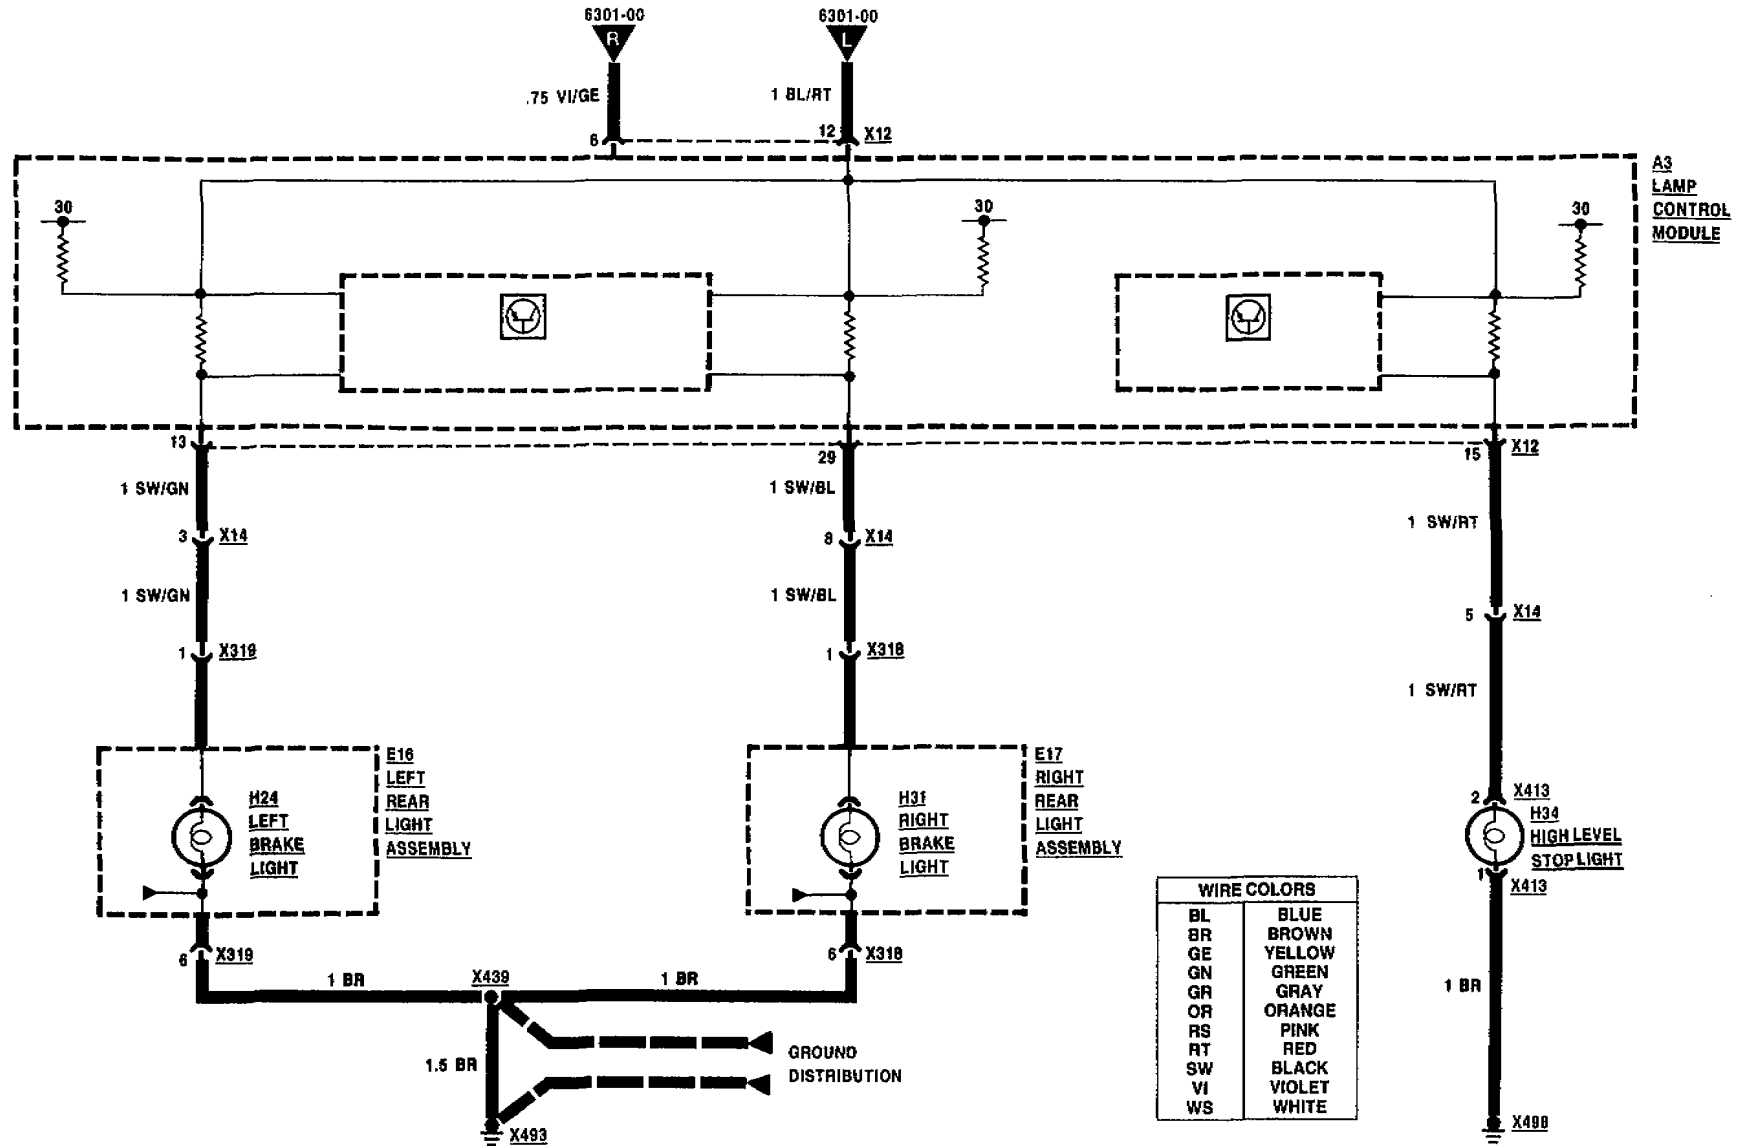 6301-00
6301-00
R
L
.75 VI/GE
1 BL/RT
6
12
X12
A3
LAMP
CONTROL
MODULE
30
30
30
13
29
15
X12
1 SW/GN
1 SW/BL
1 SW/RT
3
X14
8
X14
1 SW/GN
1 SW/BL
5
X14
1
X319
1
X318
1 SW/RT
E16
LEFT
REAR
LIGHT
ASSEMBLY
H24
LEFT
BRAKE
LIGHT
E17
RIGHT
REAR
LIGHT
ASSEMBLY
H31
RIGHT
BRAKE
LIGHT
2
X413
H34
HIGH LEVEL
STOP LIGHT
1
X413
6
X319
6
X318
1 BR
X439
1 BR
1.5 BR
GROUND
DISTRIBUTION
X493
WIRE COLORS
BL BLUE
BR BROWN
GE YELLOW
GN GREEN
GR GRAY
OR ORANGE
RS PINK
RT RED
SW BLACK
VI VIOLET
WS WHITE
1 BR